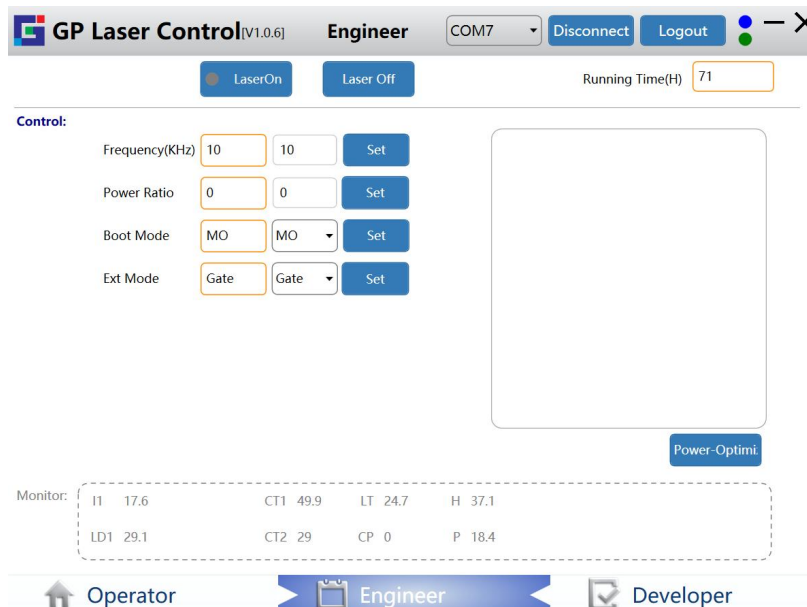 GP Laser Control[V1.0.6] Engineer COM7 Disconnect Logout
LaserOn Laser Off Running Time(H) 71
Control:
Frequency(KHz) 10 10 Set
Power Ratio 0 0 Set
Boot Mode MO MO Set
Ext Mode Gate Gate Set
Power-Optimi
Monitor: I1 17.6 CT1 49.9 LT 24.7 H 37.1
LD1 29.1 CT2 29 CP 0 P 18.4
Operator Engineer Developer